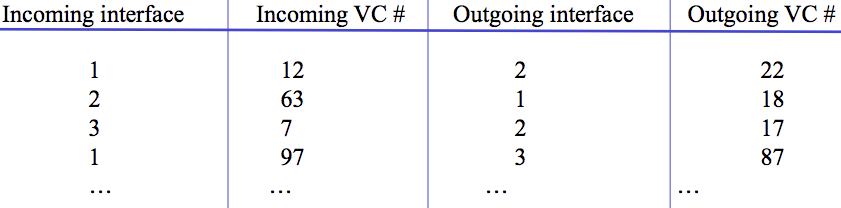 Incoming interface Incoming VC # Outgoing interface Outgoing VC #
1 12 2 22
2 63 1 18
3 7 2 17
1 97 3 87
… … … …